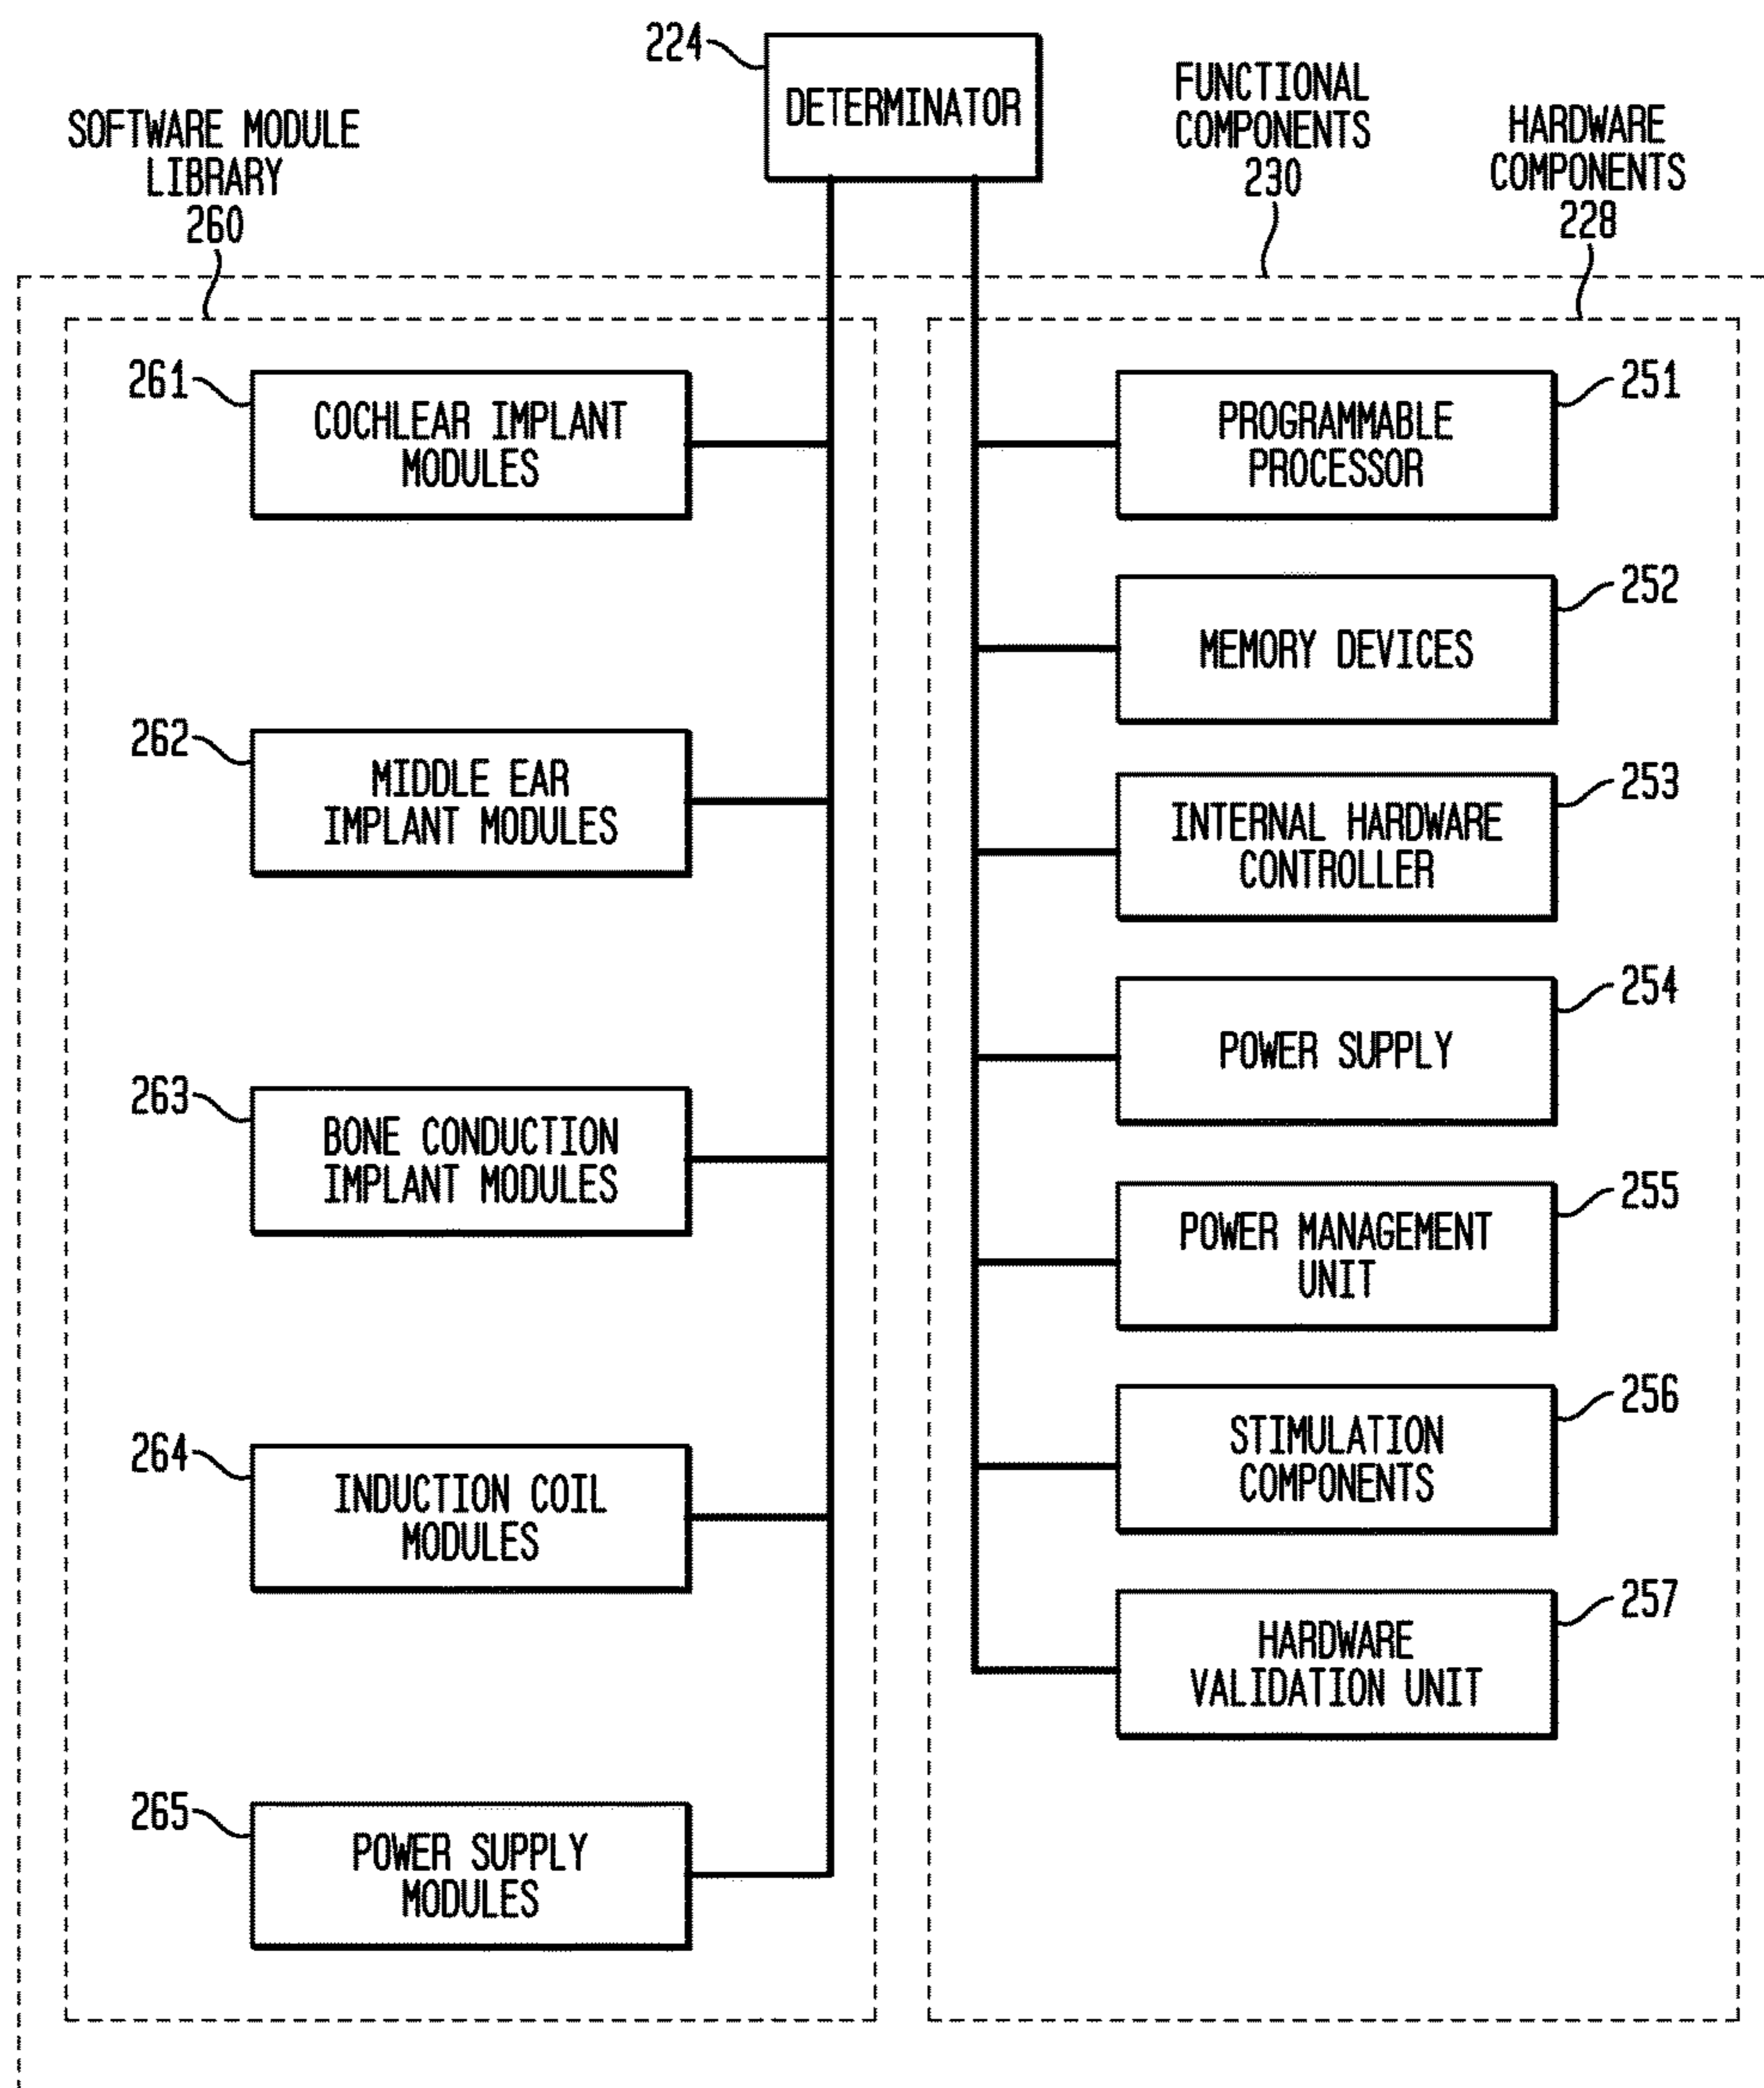 224
DETERMINATOR
SOFTWARE MODULE
LIBRARY
260
FUNCTIONAL
COMPONENTS
230
HARDWARE
COMPONENTS
228
261
COCHLEAR IMPLANT
MODULES
262
MIDDLE EAR
IMPLANT MODULES
263
BONE CONDUCTION
IMPLANT MODULES
264
INDUCTION COIL
MODULES
265
POWER SUPPLY
MODULES
251
PROGRAMMABLE
PROCESSOR
252
MEMORY DEVICES
253
INTERNAL HARDWARE
CONTROLLER
254
POWER SUPPLY
255
POWER MANAGEMENT
UNIT
256
STIMULATION
COMPONENTS
257
HARDWARE
VALIDATION UNIT